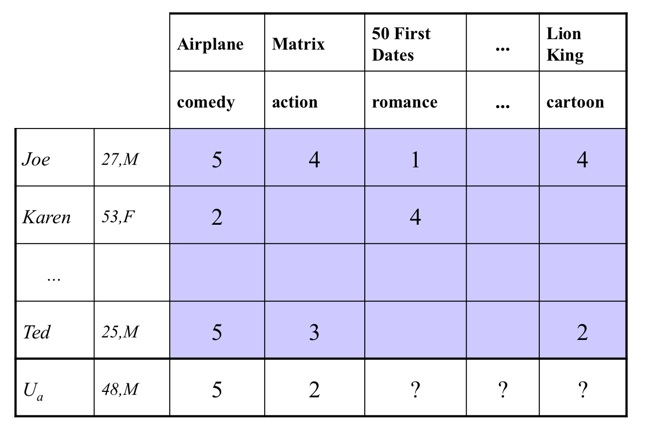 Airplane Matrix 50 First Dates ... Lion King
comedy action romance ... cartoon
Joe 27,M 5 4 1 4
Karen 53,F 2 4
...
Ted 25,M 5 3 2
Ua 48,M 5 2 ? ? ?